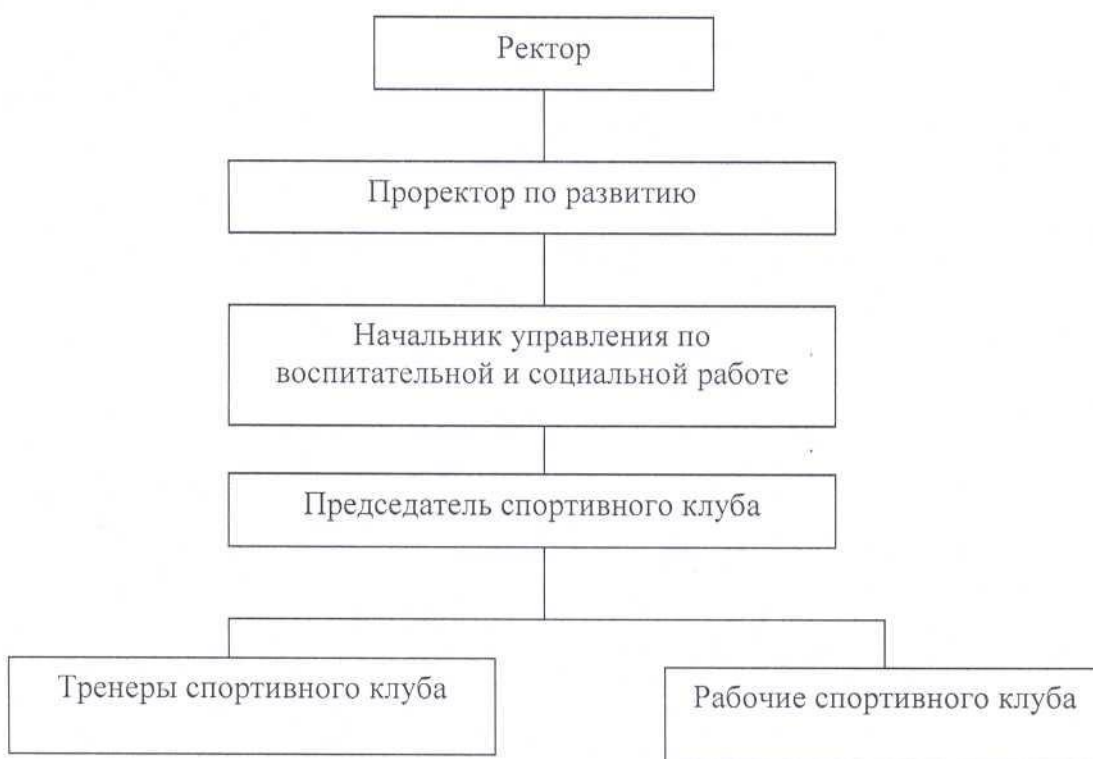 Ректор
Проректор по развитию
Начальник управления по
воспитательной и социальной работе
Председатель спортивного клуба
Тренеры спортивного клуба
Рабочие спортивного клуба